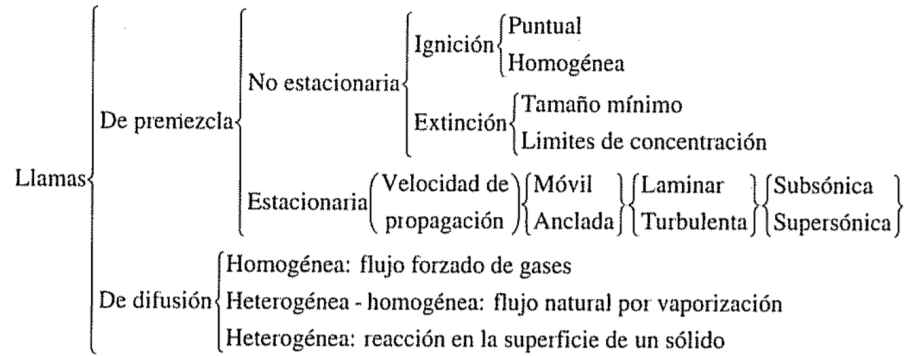 Llamas
De premezcla
No estacionaria
Ignición
Puntual
Homogénea
Extinción
Tamaño mínimo
Limites de concentración
Estacionaria (Velocidad de propagación)
Móvil
Anclada
Laminar
Turbulenta
Subsónica
Supersónica
De difusión
Homogénea: flujo forzado de gases
Heterogénea - homogénea: flujo natural por vaporización
Heterogénea: reacción en la superficie de un sólido